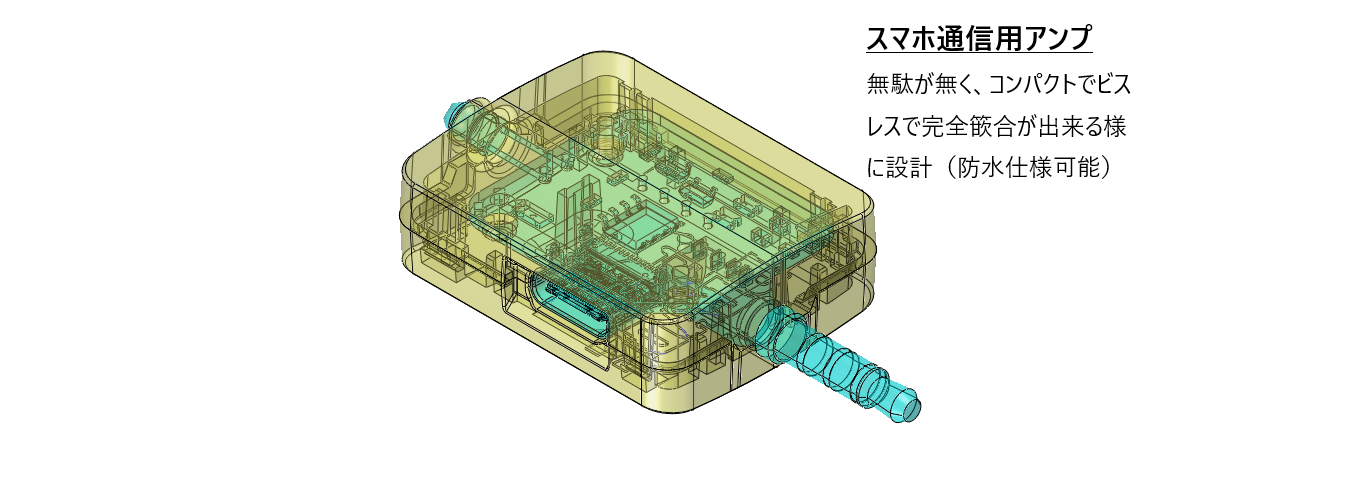 スマホ通信用アンプ
無駄が無く、コンパクトでビス
レスで完全篏合が出来る様
に設計（防水仕様可能）